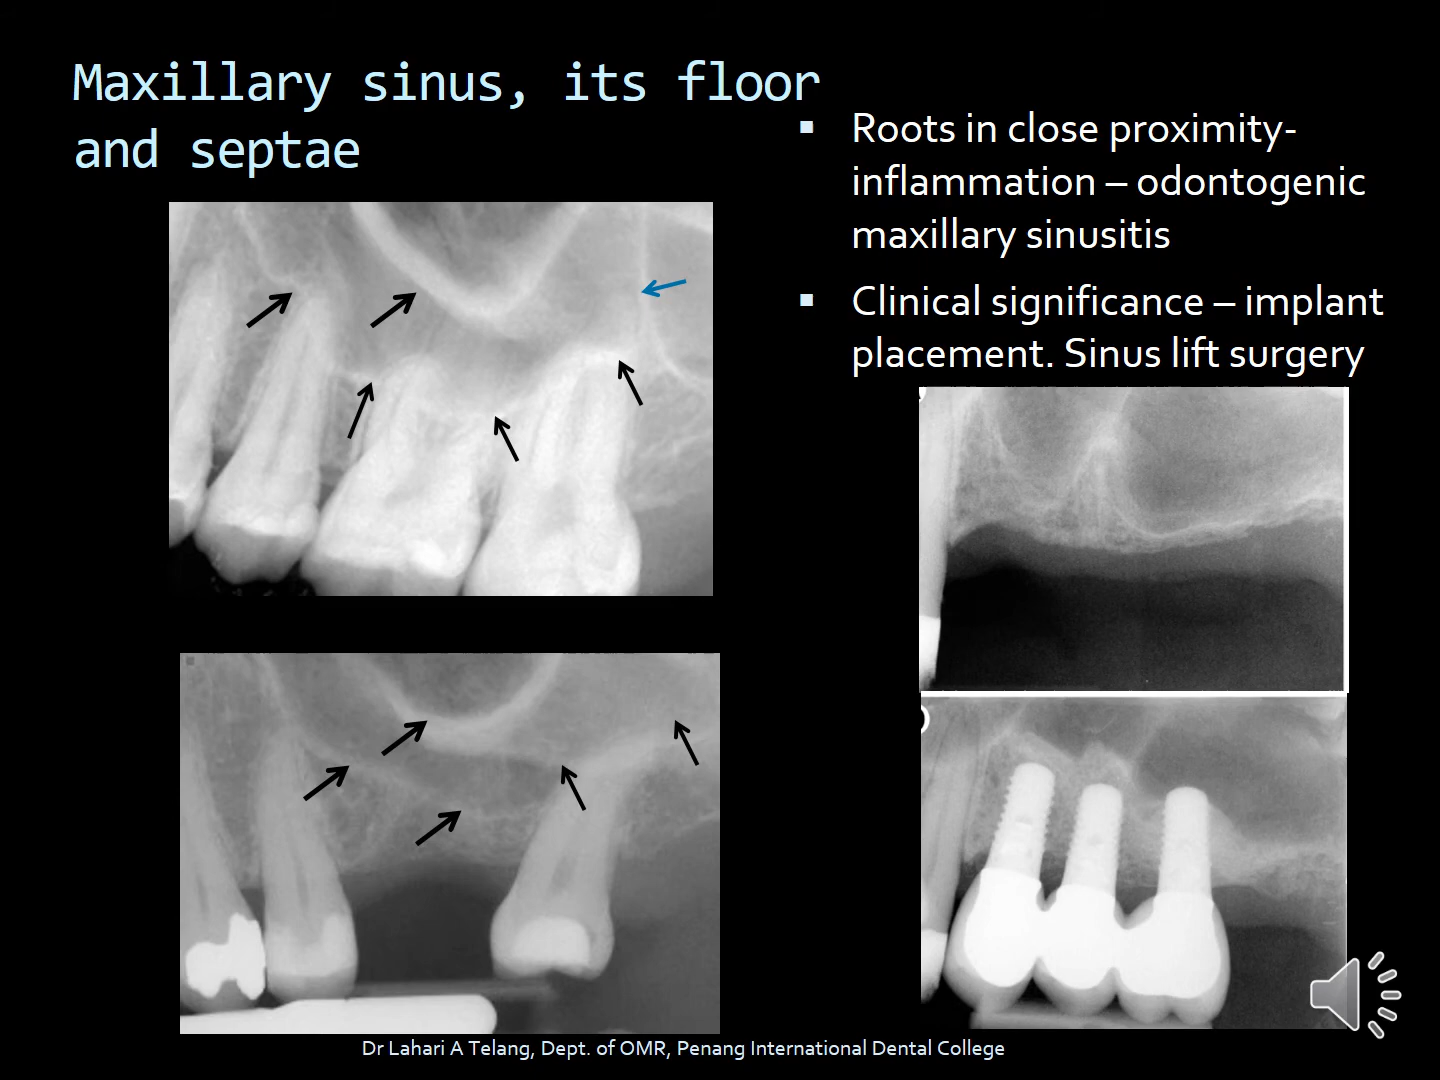 Maxillary sinus, its floor
and septae
▪ Roots in close proximity-
inflammation – odontogenic
maxillary sinusitis
▪ Clinical significance – implant
placement. Sinus lift surgery
Dr Lahari A Telang, Dept. of OMR, Penang International Dental College